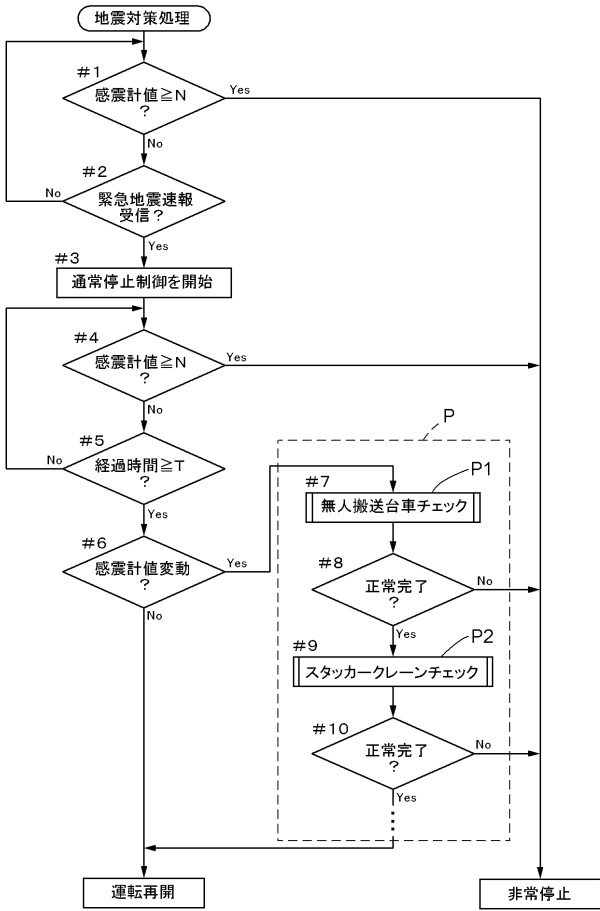 地震対策処理
#1
感震計値≧N
?
Yes
No
#2
緊急地震速報
受信?
No
Yes
#3
通常停止制御を開始
#4
感震計値≧N
?
Yes
No
#5
経過時間≧T
?
No
Yes
#6
感震計値変動
?
Yes
No
P
P1
#7
無人搬送台車チェック
#8
正常完了
?
No
Yes
P2
#9
スタッカークレーンチェック
#10
正常完了
?
No
Yes
運転再開
非常停止